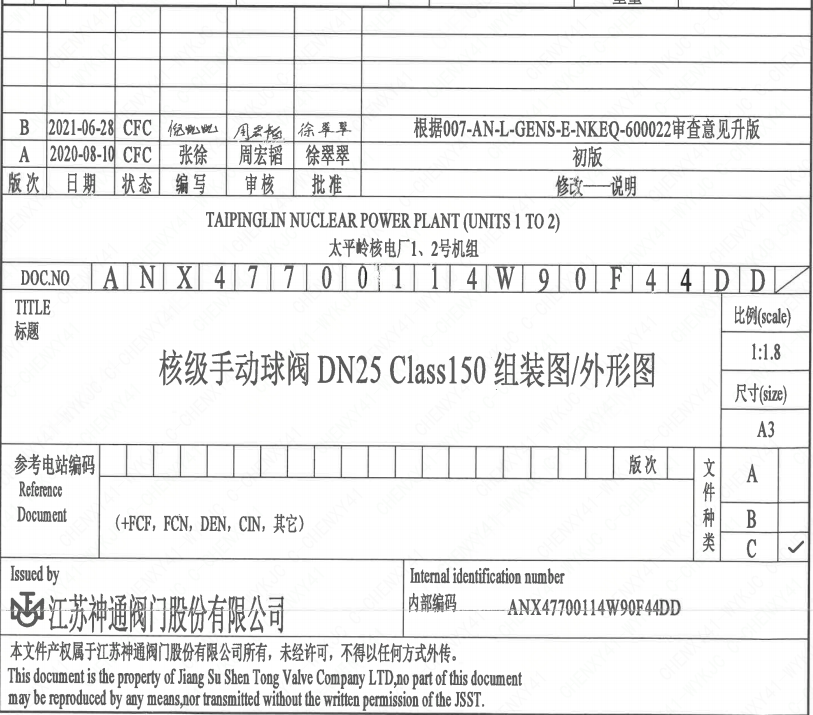 B 2021-06-28 CFC 周宏韬 徐翠翠 根据007-AN-L-GENS-E-NKEQ-600022审查意见升版
A 2020-08-10 CFC 张徐 周宏韬 徐翠翠 初版
版次 日期 状态 编写 审核 批准 修改——说明
TAIPINGLIN NUCLEAR POWER PLANT (UNITS 1 TO 2)
太平岭核电厂1、2号机组
DOC.NO A N X 4 7 7 0 0 1 1 4 W 9 0 F 4 4 D D
TITLE
标题
核级手动球阀 DN25 Class150 组装图/外形图
比例(scale)
1:1.8
尺寸(size)
A3
参考电站编码
Reference
Document
版次
(+FCF, FCN, DEN, CIN, 其它)
文件种类
A
B
C ✓
Issued by
江苏神通阀门股份有限公司
Internal identification number
内部编码 ANX47700114W90F44DD
本文件产权属于江苏神通阀门股份有限公司所有，未经许可，不得以任何方式外传。
This document is the property of Jiang Su Shen Tong Valve Company LTD,no part of this document
may be reproduced by any means,nor transmitted without the written permission of the JSST.